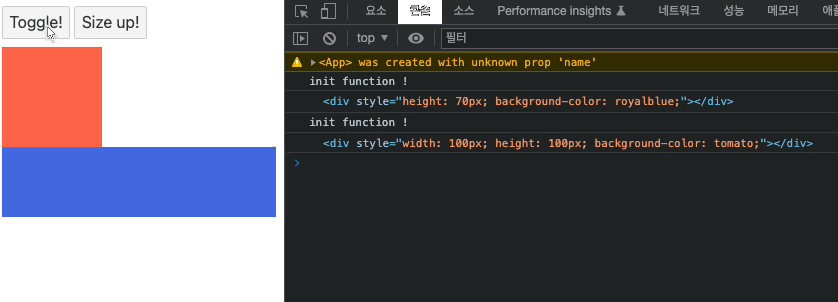 Toggle!
Size up!
요소
콘솔
소스
Performance insights
네트워크
성능
메모리
top
필터
<App> was created with unknown prop 'name'
init function !
<div style="height: 70px; background-color: royalblue;"></div>
init function !
<div style="width: 100px; height: 100px; background-color: tomato;"></div>